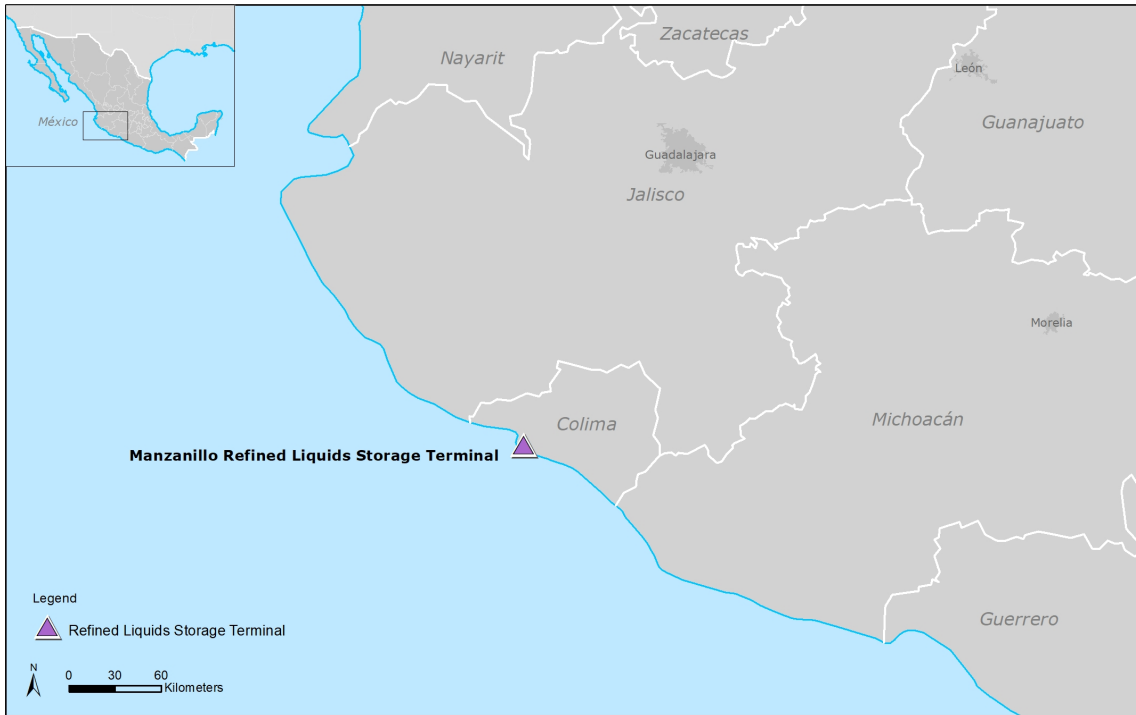 Zacatecas
Nayarit
León
México
Guanajuato
Guadalajara
Jalisco
Morelia
Michoacán
Colima
Manzanillo Refined Liquids Storage Terminal
Legend
Refined Liquids Storage Terminal
Guerrero
N
0 30 60
Kilometers